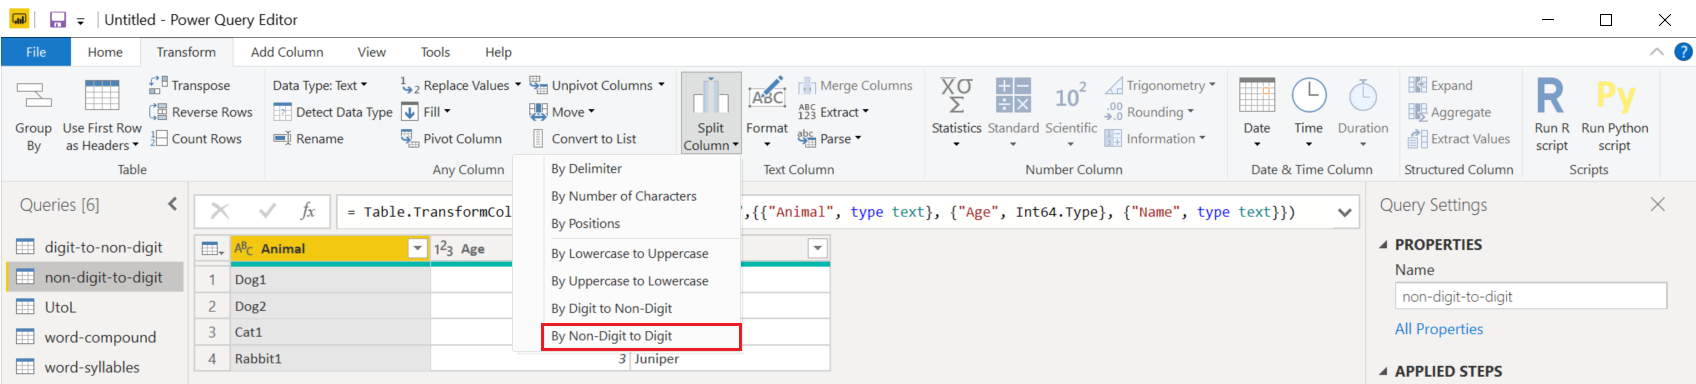 Untitled - Power Query Editor
File Home Transform Add Column View Tools Help
Group By
Use First Row as Headers
Transpose
Reverse Rows
Count Rows
Table
Data Type: Text
Detect Data Type
Rename
Replace Values
Fill
Pivot Column
Unpivot Columns
Move
Convert to List
Any Column
Split Column
Format
Merge Columns
Extract
Parse
Text Column
Statistics
Standard
Scientific
Trigonometry
Rounding
Information
Number Column
Date
Time
Duration
Date & Time Column
Expand
Aggregate
Extract Values
Structured Column
Run R script
Run Python script
Scripts
By Delimiter
By Number of Characters
By Positions
By Lowercase to Uppercase
By Uppercase to Lowercase
By Digit to Non-Digit
By Non-Digit to Digit
Queries [6]
digit-to-non-digit
non-digit-to-digit
UtoL
word-compound
word-syllables
fx = Table.TransformCol ",{{"Animal", type text}, {"Age", Int64.Type}, {"Name", type text}})
ABC Animal 123 Age
1 Dog1
2 Dog2
3 Cat1
4 Rabbit1 3 Juniper
Query Settings
PROPERTIES
Name
non-digit-to-digit
All Properties
APPLIED STEPS